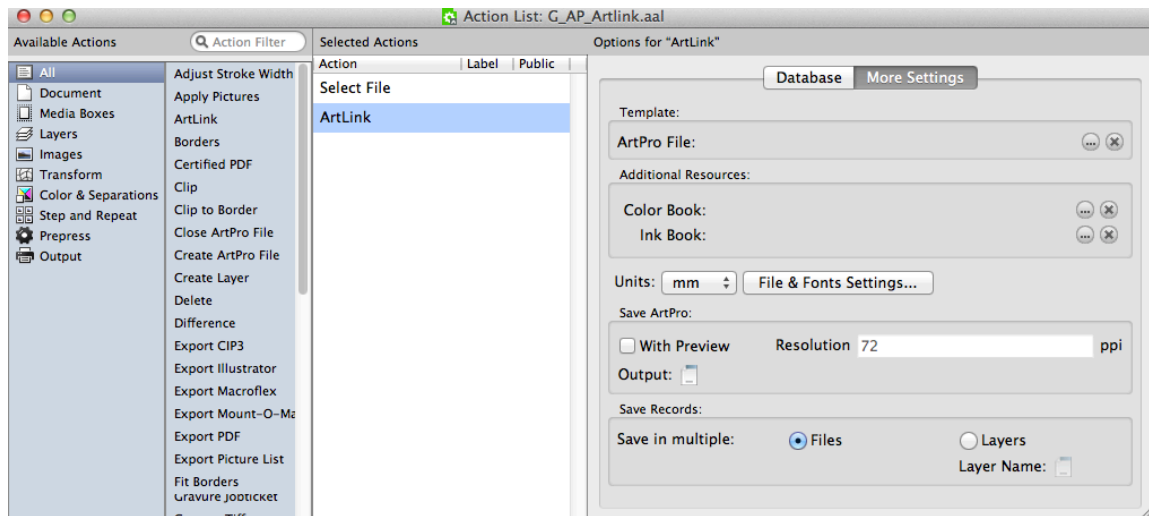 Action List: G_AP_Artlink.aal
Available Actions
Action Filter
Selected Actions
Options for "ArtLink"
All
Document
Media Boxes
Layers
Images
Transform
Color & Separations
Step and Repeat
Prepress
Output
Adjust Stroke Width
Apply Pictures
ArtLink
Borders
Certified PDF
Clip
Clip to Border
Close ArtPro File
Create ArtPro File
Create Layer
Delete
Difference
Export CIP3
Export Illustrator
Export Macroflex
Export Mount-O-Ma
Export PDF
Export Picture List
Fit Borders
Gravure Jobticket
Action Label Public
Select File
ArtLink
Database More Settings
Template:
ArtPro File:
Additional Resources:
Color Book:
Ink Book:
Units: mm File & Fonts Settings...
Save ArtPro:
With Preview Resolution 72 ppi
Output:
Save Records:
Save in multiple: Files Layers
Layer Name: